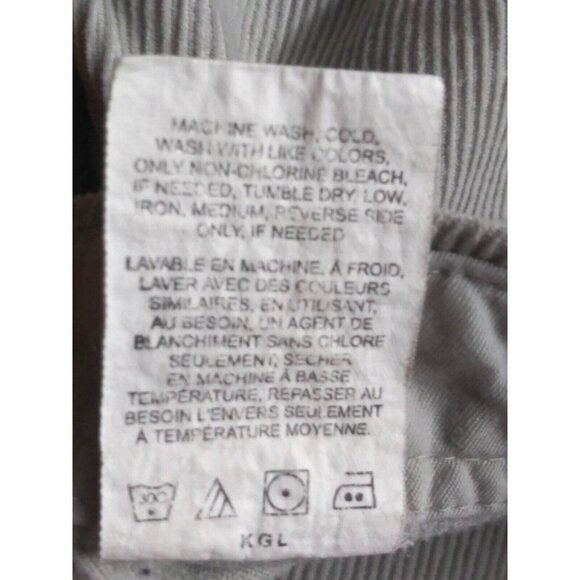 MACHINE WASH, COLD,
WASH WITH LIKE COLORS,
ONLY NON-CHLORINE BLEACH,
IF NEEDED, TUMBLE DRY, LOW,
IRON, MEDIUM, REVERSE SIDE
ONLY, IF NEEDED
LAVABLE EN MACHINE, À FROID,
LAVER AVEC DES COULEURS
SIMILAIRES, EN UTILISANT,
AU BESOIN, UN AGENT DE
BLANCHIMENT SANS CHLORE
SEULEMENT, SÉCHER
EN MACHINE À BASSE
TEMPÉRATURE, REPASSER AU
BESOIN L'ENVERS SEULEMENT
À TEMPÉRATURE MOYENNE.
30C
KGL